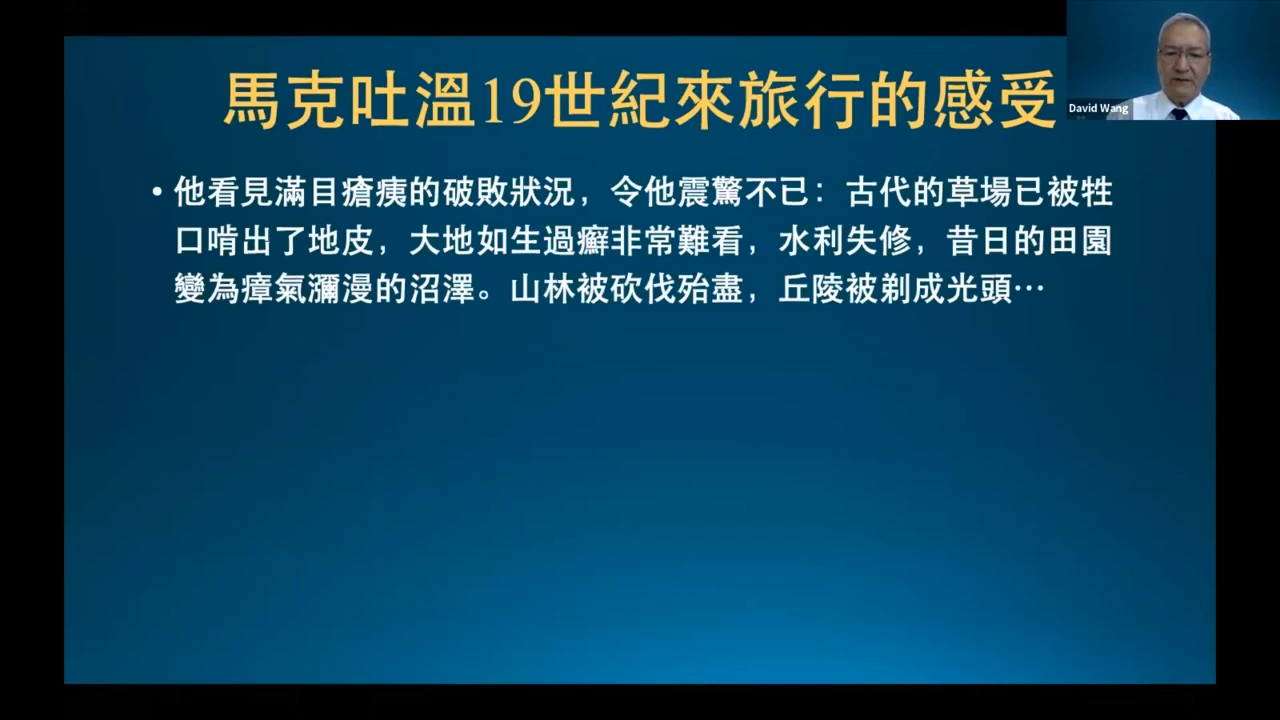 馬克吐溫19世紀來旅行的感受
David Wang
• 他看見滿目瘡痍的破敗狀況，令他震驚不已：古代的草場已被牲
口啃出了地皮，大地如生過癬非常難看，水利失修，昔日的田園
變為瘴氣瀰漫的沼澤。山林被砍伐殆盡，丘陵被剃成光頭…